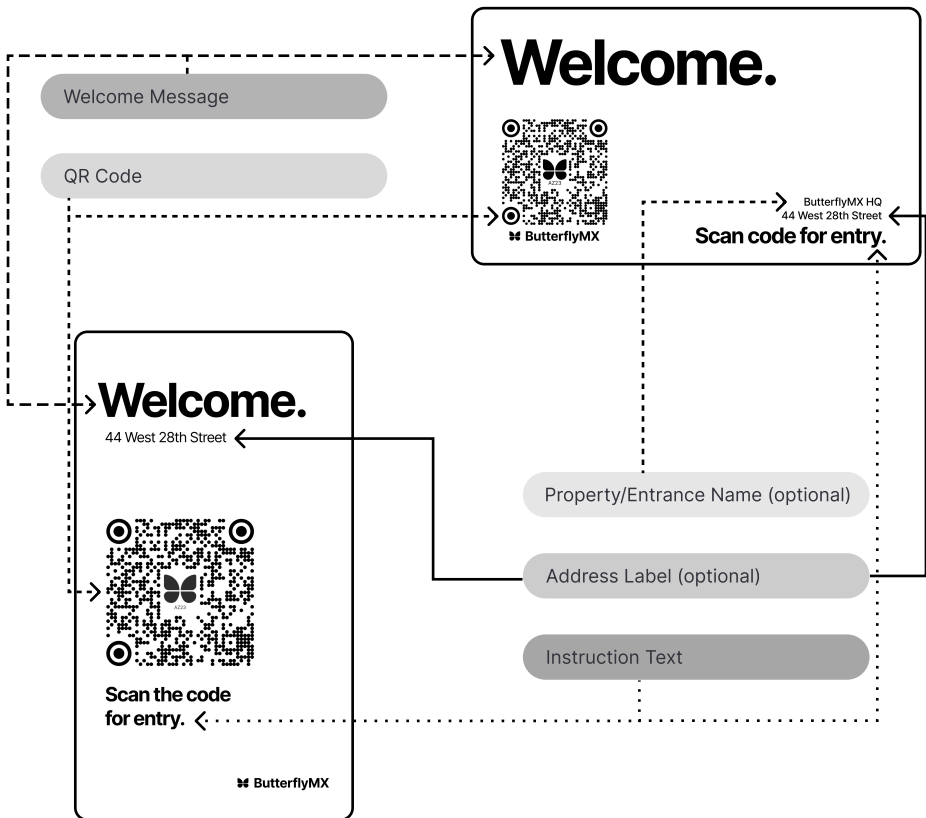 Welcome Message
QR Code
Welcome.
AZ23
ButterflyMX
ButterflyMX HQ
44 West 28th Street
Scan code for entry.
Welcome.
44 West 28th Street
AZ23
Scan the code
for entry.
ButterflyMX
Property/Entrance Name (optional)
Address Label (optional)
Instruction Text